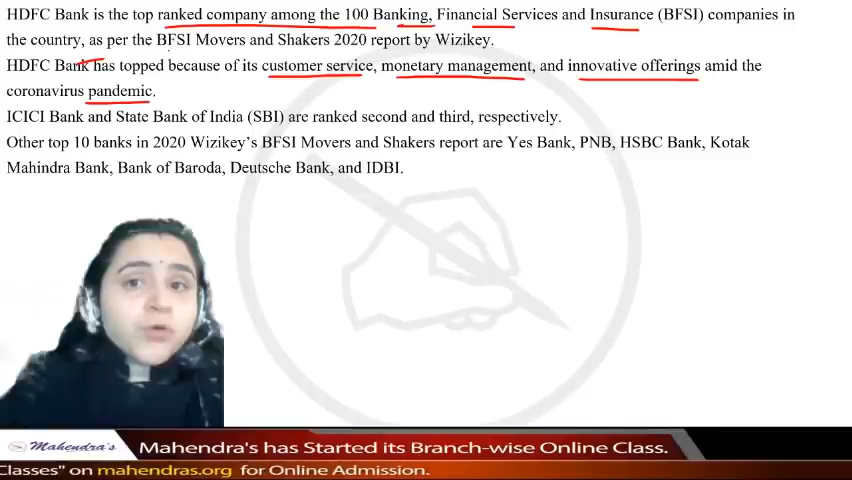 HDFC Bank is the top ranked company among the 100 Banking, Financial Services and Insurance (BFSI) companies in
the country, as per the BFSI Movers and Shakers 2020 report by Wizikey.
HDFC Bank has topped because of its customer service, monetary management, and innovative offerings amid the
coronavirus pandemic.
ICICI Bank and State Bank of India (SBI) are ranked second and third, respectively.
Other top 10 banks in 2020 Wizikey's BFSI Movers and Shakers report are Yes Bank, PNB, HSBC Bank, Kotak
Mahindra Bank, Bank of Baroda, Deutsche Bank, and IDBI.
Mahendra's
Mahendra's has Started its Branch-wise Online Class.
Classes" on mahendras.org for Online Admission.